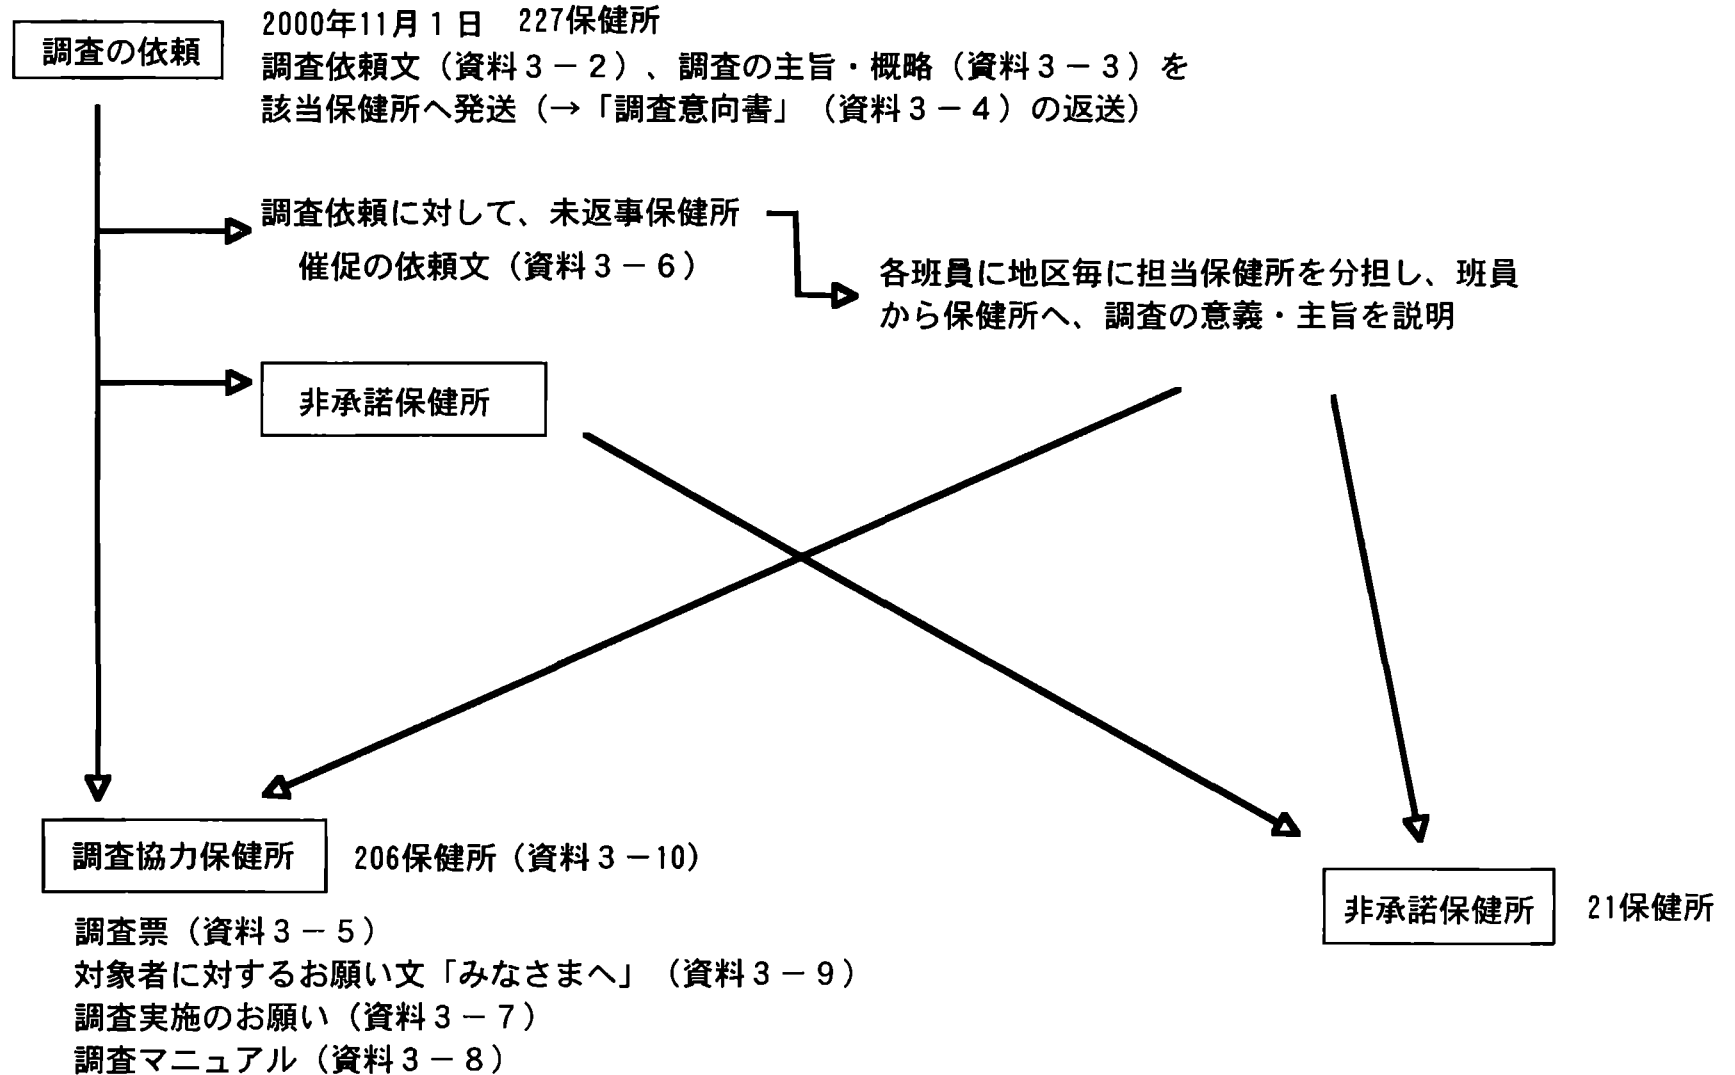 調査の依頼
2000年11月1日　227保健所
調査依頼文（資料３－２）、調査の主旨・概略（資料３－３）を
該当保健所へ発送（→「調査意向書」（資料３－４）の返送）
調査依頼に対して、未返事保健所
催促の依頼文（資料３－６）
各班員に地区毎に担当保健所を分担し、班員
から保健所へ、調査の意義・主旨を説明
非承諾保健所
調査協力保健所　206保健所（資料３－10）
調査票（資料３－５）
対象者に対するお願い文「みなさまへ」（資料３－９）
調査実施のお願い（資料３－７）
調査マニュアル（資料３－８）
非承諾保健所　21保健所